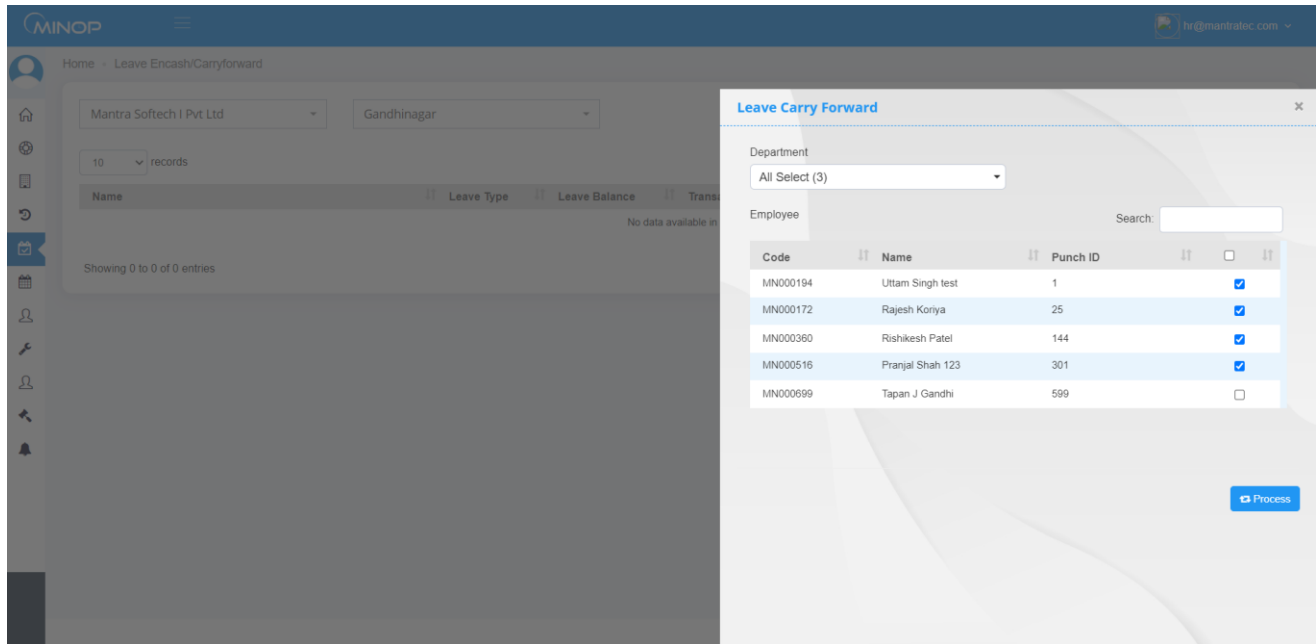 MINOP
hr@mantratec.com
Home > Leave Encash/Carryforward
Mantra Softech I Pvt Ltd
Gandhinagar
10 records
Name Leave Type Leave Balance Transa
No data available in
Showing 0 to 0 of 0 entries
Leave Carry Forward ×
Department
All Select (3)
Employee Search:
Code Name Punch ID
MN000194 Uttam Singh test 1
MN000172 Rajesh Koriya 25
MN000360 Rishikesh Patel 144
MN000516 Pranjal Shah 123 301
MN000699 Tapan J Gandhi 599
Process